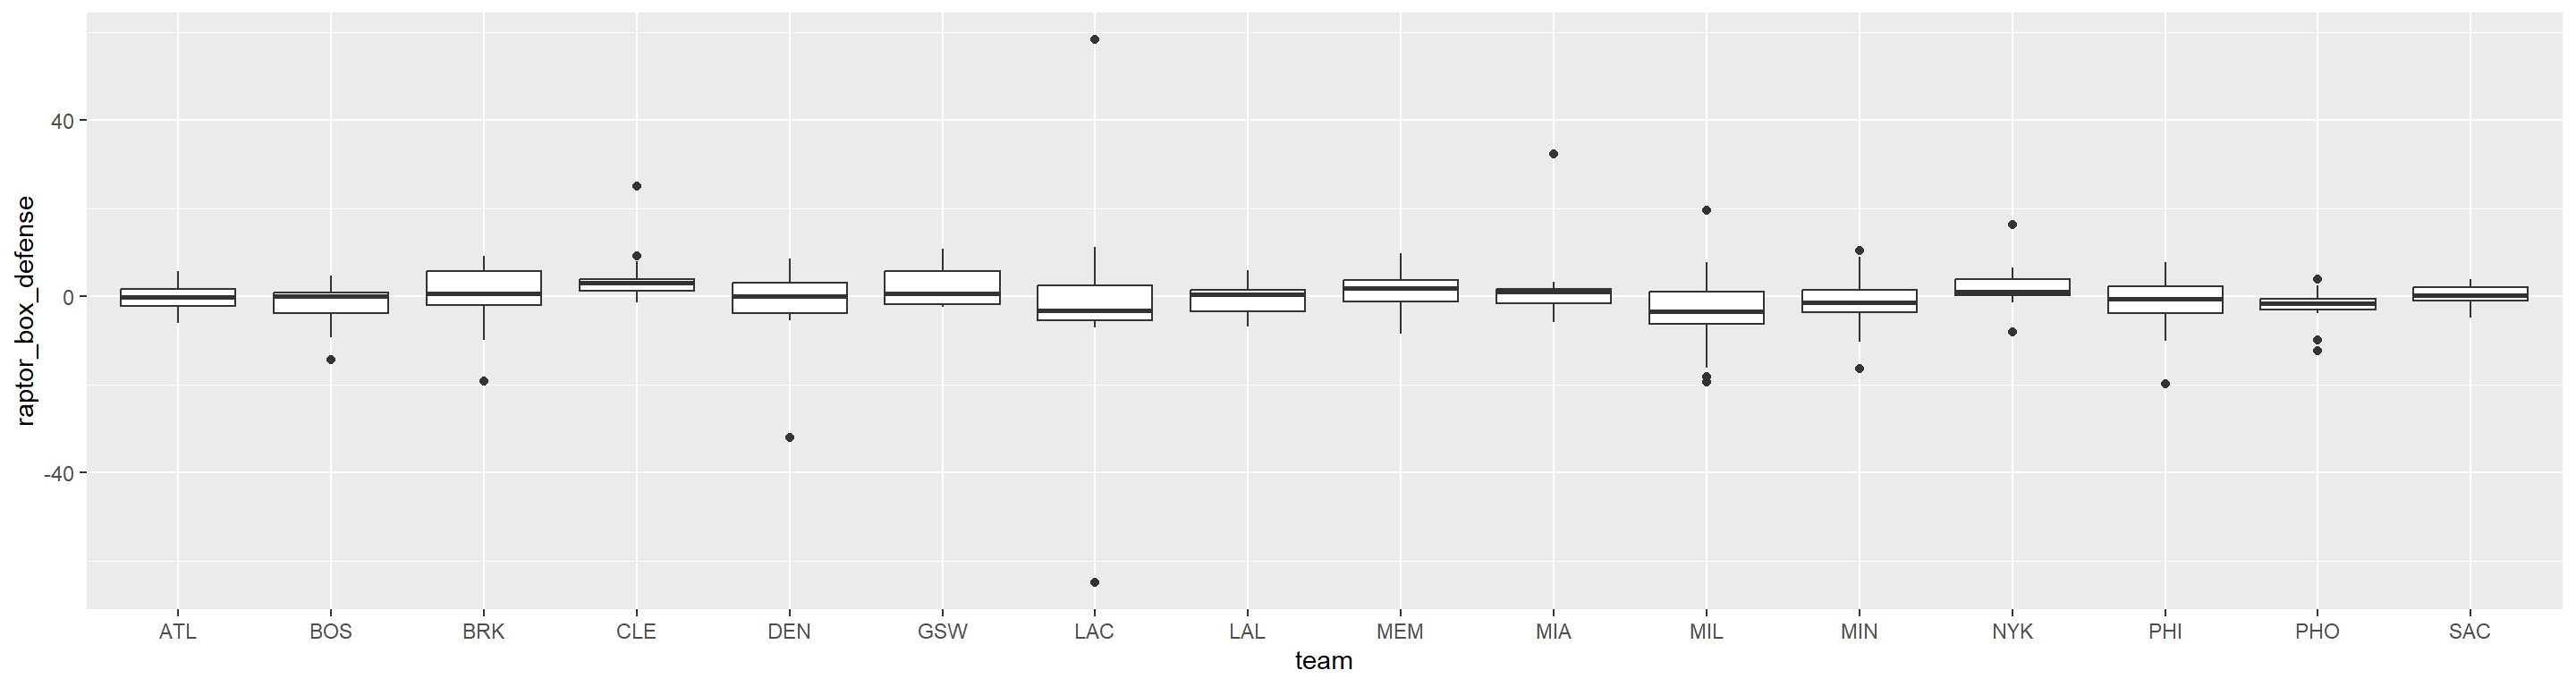 raptor_box_defense
40
0
-40
ATL BOS BRK CLE DEN GSW LAC LAL MEM MIA MIL MIN NYK PHI PHO SAC
team